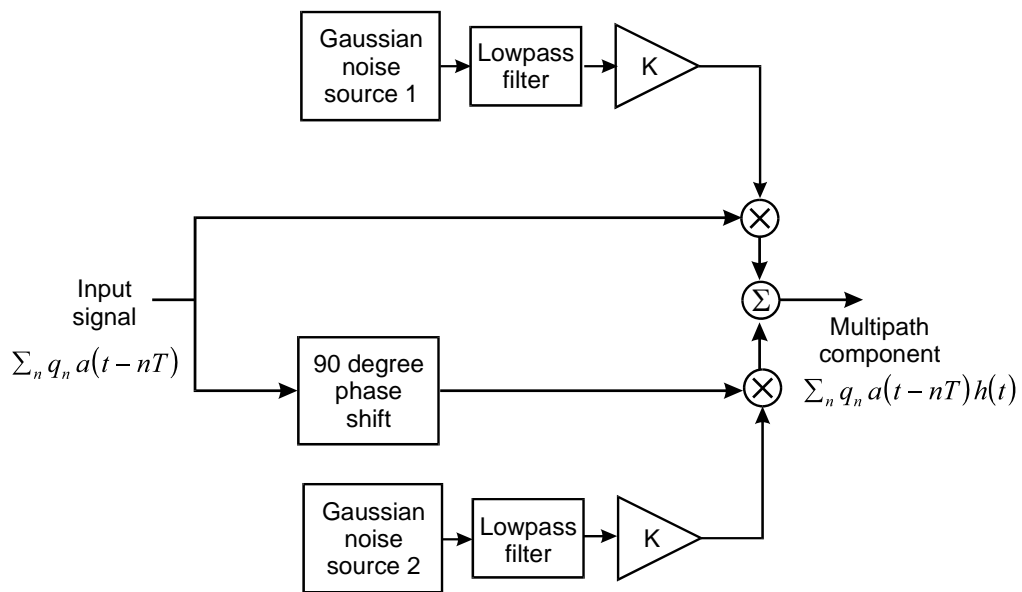 Gaussian
noise
source 1
Lowpass
filter
K
×
Input
signal
∑ₙ qₙ a(t − nT)
Σ
Multipath
component
∑ₙ qₙ a(t − nT) h(t)
90 degree
phase
shift
×
Gaussian
noise
source 2
Lowpass
filter
K